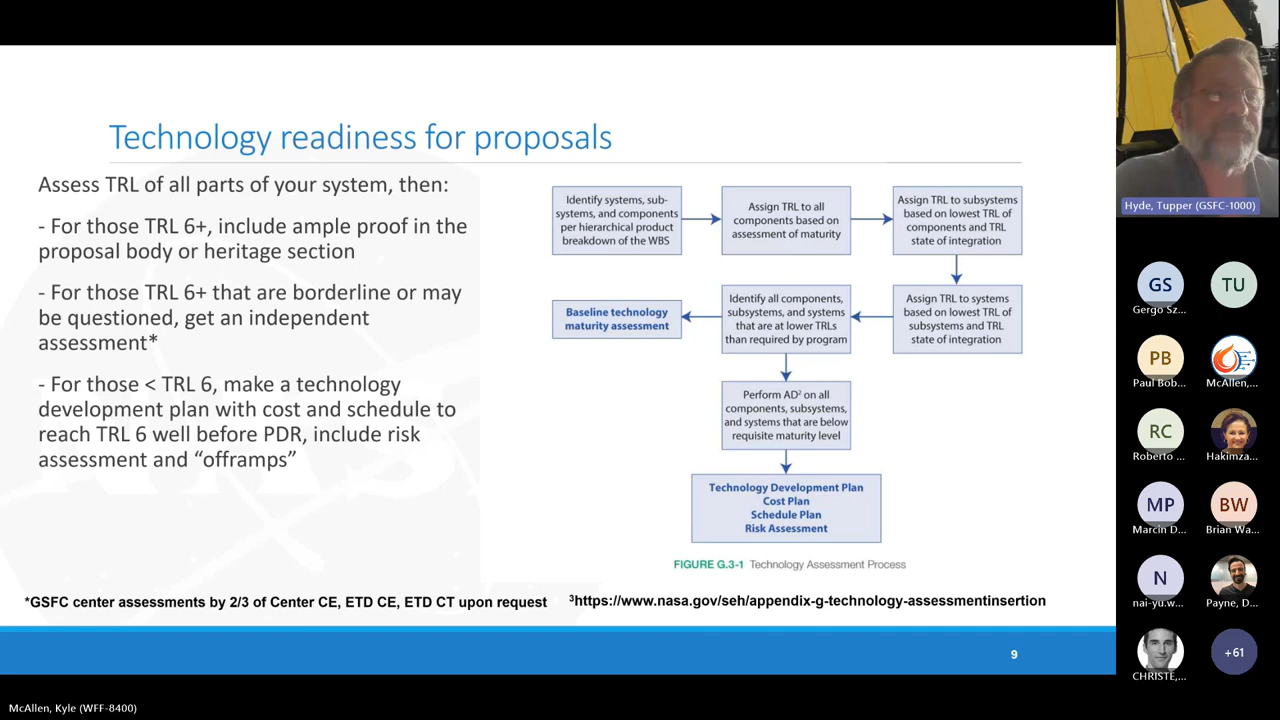 Technology readiness for proposals
Assess TRL of all parts of your system, then:
- For those TRL 6+, include ample proof in the
proposal body or heritage section
- For those TRL 6+ that are borderline or may
be questioned, get an independent
assessment*
- For those < TRL 6, make a technology
development plan with cost and schedule to
reach TRL 6 well before PDR, include risk
assessment and “offramps”
Identify systems, sub-
systems, and components
per hierarchical product
breakdown of the WBS
Assign TRL to all
components based on
assessment of maturity
Assign TRL to subsystems
based on lowest TRL of
components and TRL
state of integration
Baseline technology
maturity assessment
Identify all components,
subsystems, and systems
that are at lower TRLs
than required by program
Assign TRL to systems
based on lowest TRL of
subsystems and TRL
state of integration
Perform AD² on all
components, subsystems,
and systems that are below
requisite maturity level
Technology Development Plan
Cost Plan
Schedule Plan
Risk Assessment
FIGURE G.3-1 Technology Assessment Process
*GSFC center assessments by 2/3 of Center CE, ETD CE, ETD CT upon request
³https://www.nasa.gov/seh/appendix-g-technology-assessmentinsertion
9
Hyde, Tupper (GSFC-1000)
GS
TU
Gergo Sz...
PB
Paul Bob...
McAllen,...
RC
Roberto ...
Hakimza...
MP
BW
Marcin D...
Brian Wa...
N
nai-yu.w...
Payne, D...
CHRISTE,...
+61
McAllen, Kyle (WFF-8400)